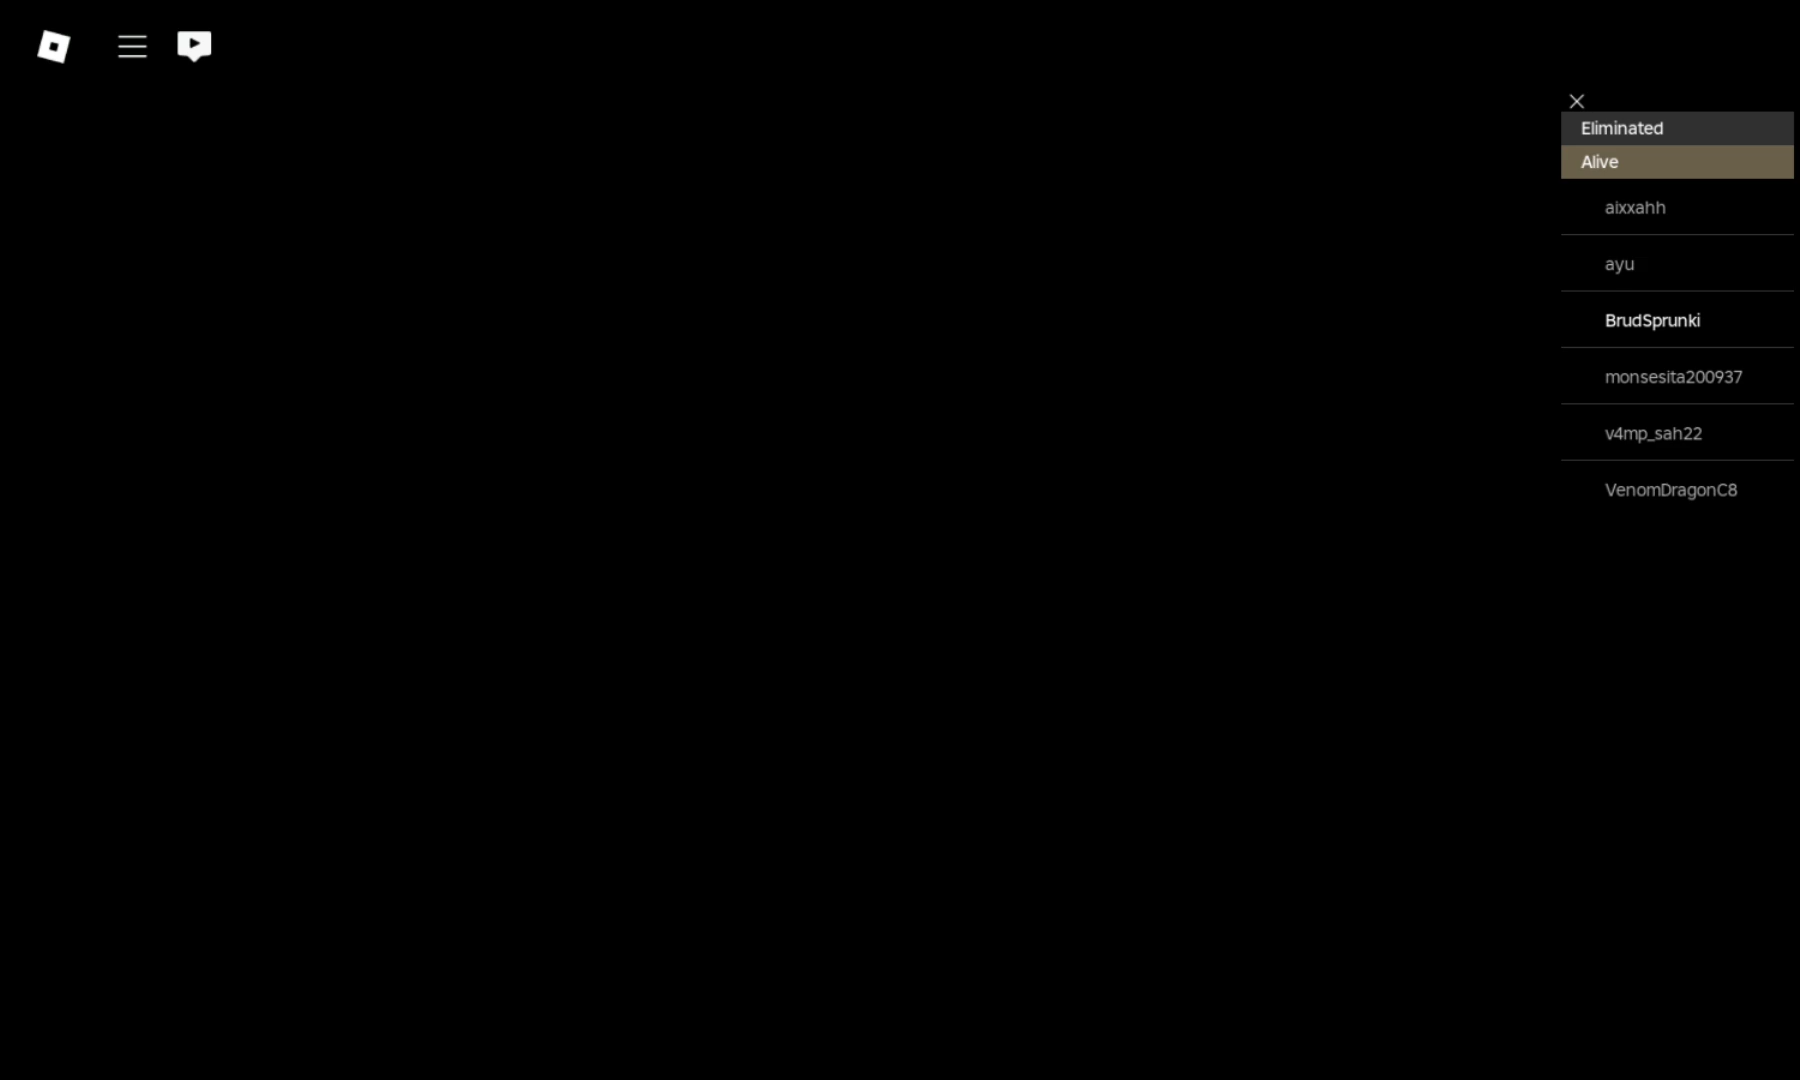 Eliminated
Alive
aixxahh
ayu
BrudSprunki
monsesita200937
v4mp_sah22
VenomDragonC8